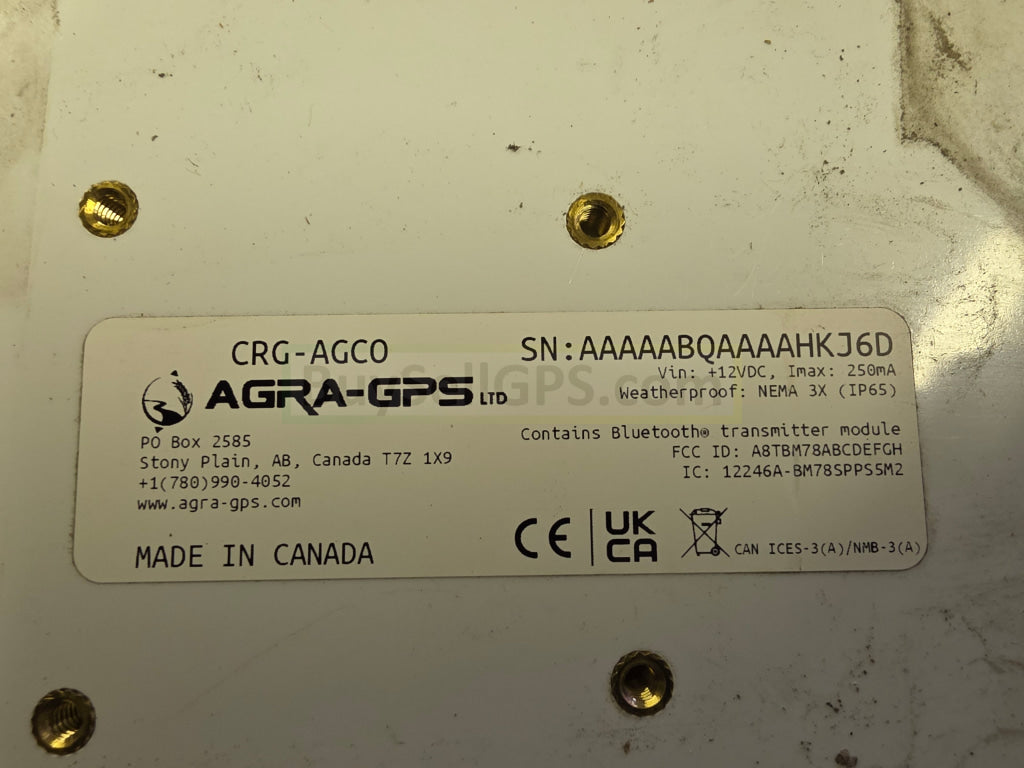 CRG-AGCO
AGRA-GPS LTD
PO Box 2585
Stony Plain, AB, Canada T7Z 1X9
+1(780)990-4052
www.agra-gps.com
MADE IN CANADA
SN:AAAAABQAAAAHKJ6D
Vin: +12VDC, Imax: 250mA
Weatherproof: NEMA 3X (IP65)
Contains Bluetooth® transmitter module
FCC ID: A8TBM78ABCDEFGH
IC: 12246A-BM78SPPS5M2
CE
UK
CA
CAN ICES-3(A)/NMB-3(A)
BuySellGPS.com